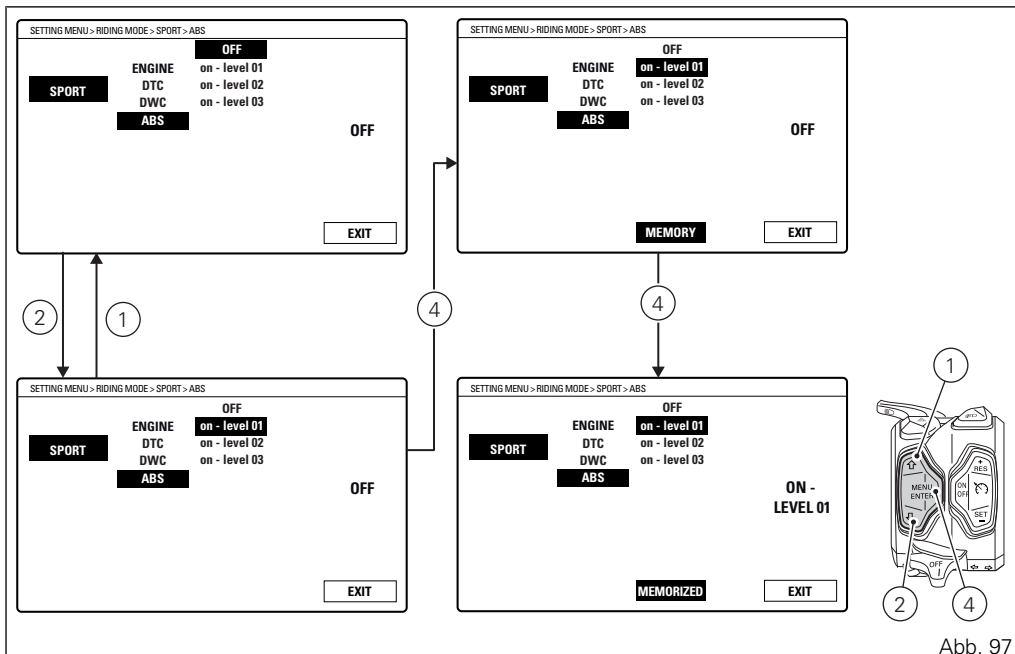 SETTING MENU > RIDING MODE > SPORT > ABS
OFF
ENGINE on - level 01
SPORT DTC on - level 02
DWC on - level 03
ABS
OFF
EXIT
SETTING MENU > RIDING MODE > SPORT > ABS
OFF
ENGINE on - level 01
SPORT DTC on - level 02
DWC on - level 03
ABS
OFF
MEMORY EXIT
2
1
4
4
SETTING MENU > RIDING MODE > SPORT > ABS
OFF
ENGINE on - level 01
SPORT DTC on - level 02
DWC on - level 03
ABS
OFF
EXIT
SETTING MENU > RIDING MODE > SPORT > ABS
OFF
ENGINE on - level 01
SPORT DTC on - level 02
DWC on - level 03
ABS
ON -
LEVEL 01
MEMORIZED EXIT
1
+
RES
MENU
ENTER
ON
OFF
SET
-
OFF
2
4
Abb. 97